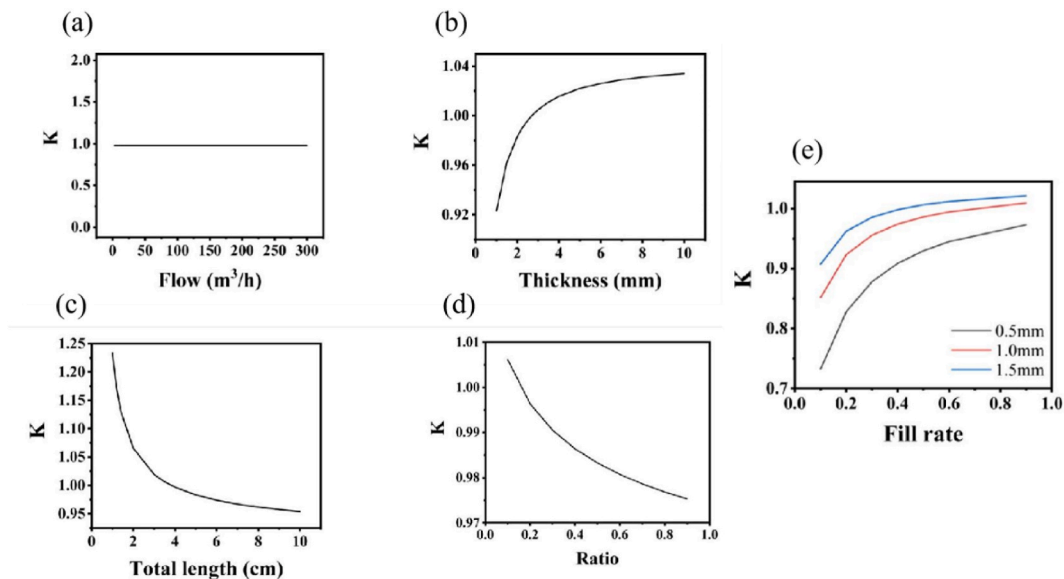 (a)
2.0
1.5
1.0
0.5
0.0
K
0 50 100 150 200 250 300
Flow (m³/h)
(b)
1.04
1.00
0.96
0.92
K
0 2 4 6 8 10
Thickness (mm)
(c)
1.25
1.20
1.15
1.10
1.05
1.00
0.95
K
0 2 4 6 8 10
Total length (cm)
(d)
1.01
1.00
0.99
0.98
0.97
K
0.0 0.2 0.4 0.6 0.8 1.0
Ratio
(e)
1.0
0.9
0.8
0.7
K
0.5mm
1.0mm
1.5mm
0.0 0.2 0.4 0.6 0.8 1.0
Fill rate